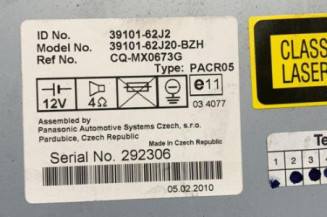 ID No. 39101-62J2
Model No. 39101-62J20-BZH
Ref No. CQ-MX0673G
Type: PACR05
12V 4Ω e11
03 4077
Assembled by
Panasonic Automotive Systems Czech, s.r.o.
Pardubice, Czech Republic
Made in Czech Republic
Serial No. 292306
05.02.2010
CLASS
LASER
Te
1 2 3 4